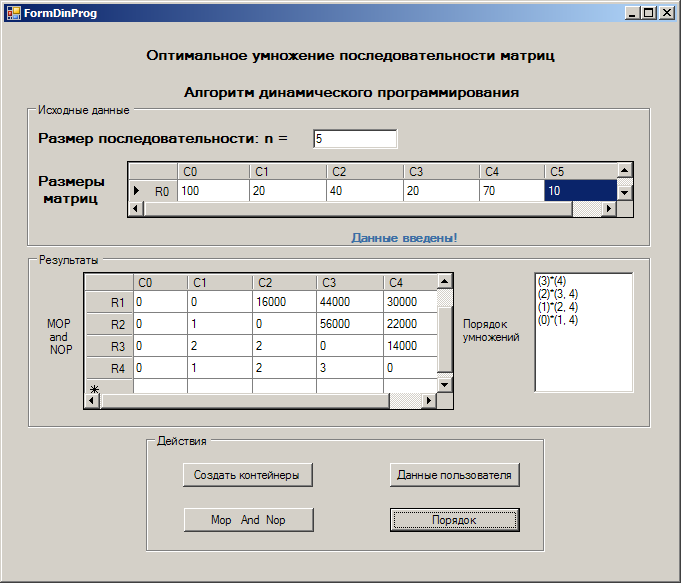 FormDinProg
Оптимальное умножение последовательности матриц
Алгоритм динамического программирования
Исходные данные
Размер последовательности: n =
5
Размеры
матриц
C0 C1 C2 C3 C4 C5
R0 100 20 40 20 70 10
Данные введены!
Результаты
MOP
and
NOP
C0 C1 C2 C3 C4
R1 0 0 16000 44000 30000
R2 0 1 0 56000 22000
R3 0 2 2 0 14000
R4 0 1 2 3 0
Порядок
умножений
(3)*(4)
(2)*(3, 4)
(1)*(2, 4)
(0)*(1, 4)
Действия
Создать контейнеры
Данные пользователя
Mop And Nop
Порядок